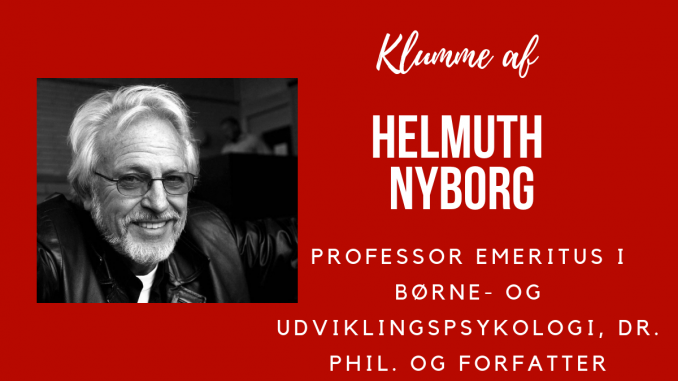 Klumme af
HELMUTH
NYBORG
PROFESSOR EMERITUS I
BØRNE- OG
UDVIKLINGSPSYKOLOGI, DR.
PHIL. OG FORFATTER